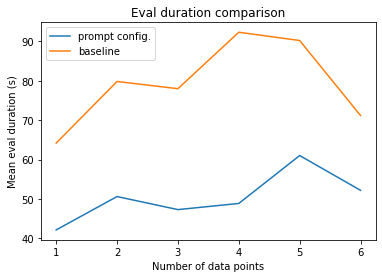 Eval duration comparison
prompt config.
baseline
Mean eval duration (s)
90
80
70
60
50
40
1 2 3 4 5 6
Number of data points